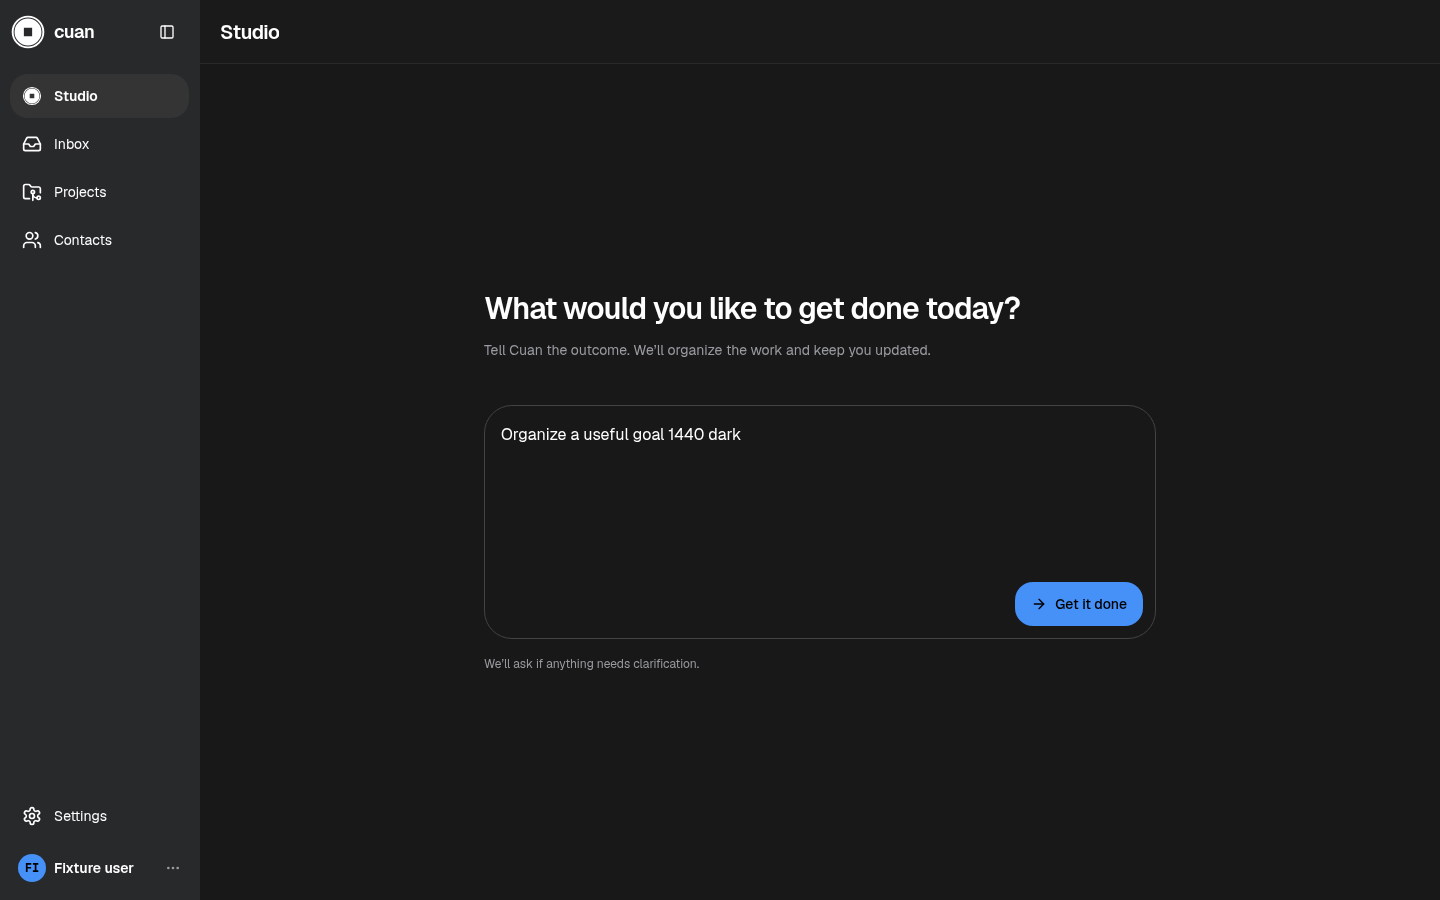 cuan
Studio
Studio
Inbox
Projects
Contacts
What would you like to get done today?
Tell Cuan the outcome. We’ll organize the work and keep you updated.
Organize a useful goal 1440 dark
Get it done
We’ll ask if anything needs clarification.
Settings
FI
Fixture user